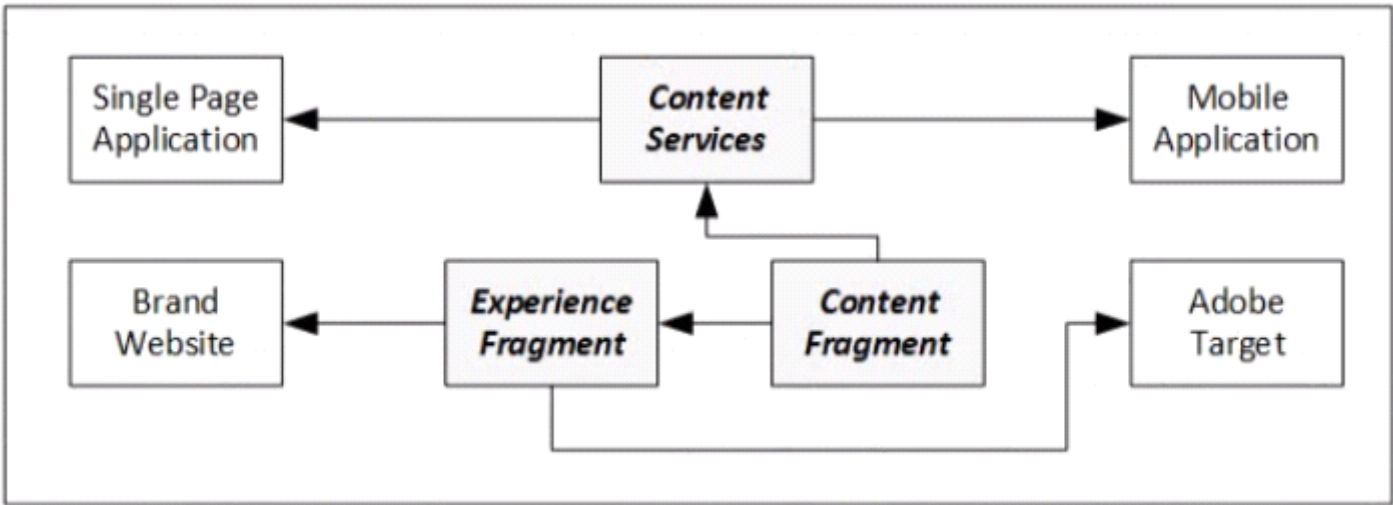 Single Page
Application
Content
Services
Mobile
Application
Brand
Website
Experience
Fragment
Content
Fragment
Adobe
Target